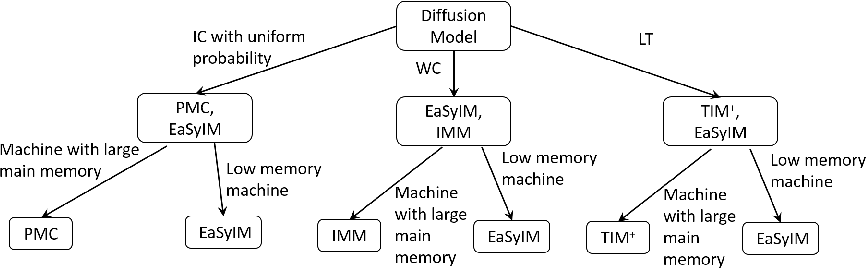 Diffusion
Model
IC with uniform
probability
WC
LT
PMC,
EaSyIM
EaSyIM,
IMM
TIM⁺,
EaSyIM
Machine with large
main memory
Low memory
machine
Machine
with large
main
memory
Low memory
machine
Machine
with large
main
memory
Low memory
machine
PMC
EaSyIM
IMM
EaSyIM
TIM⁺
EaSyIM